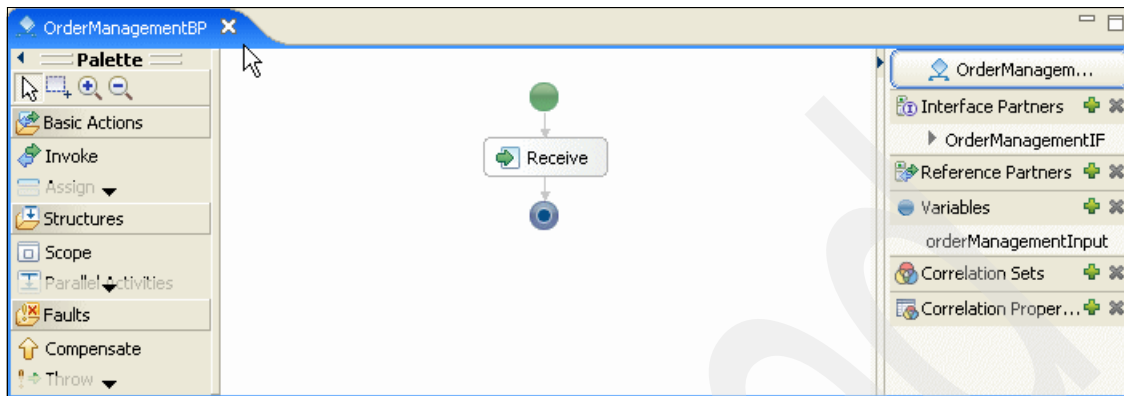 OrderManagementBP
Palette
Basic Actions
Invoke
Assign
Structures
Scope
Parallel Activities
Faults
Compensate
Throw
Receive
OrderManagem...
Interface Partners
OrderManagementIF
Reference Partners
Variables
orderManagementInput
Correlation Sets
Correlation Proper...